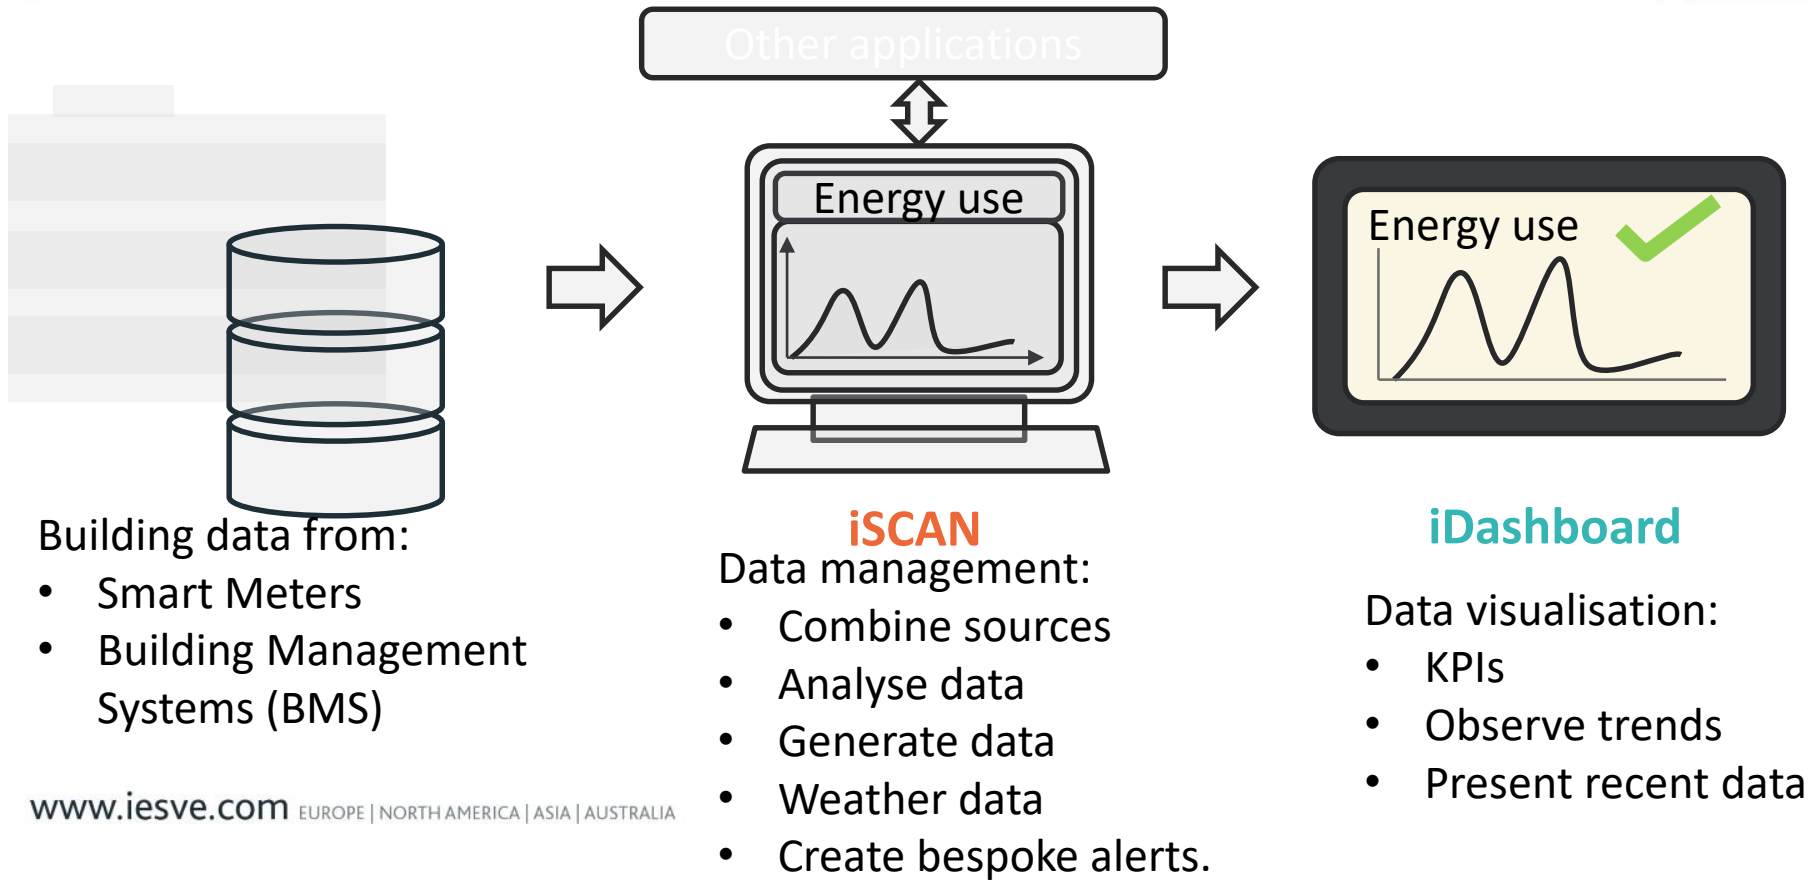 Other applications
Energy use
Energy use
Building data from:
• Smart Meters
• Building Management
Systems (BMS)
iSCAN
Data management:
• Combine sources
• Analyse data
• Generate data
• Weather data
• Create bespoke alerts.
iDashboard
Data visualisation:
• KPIs
• Observe trends
• Present recent data
www.iesve.com EUROPE | NORTH AMERICA | ASIA | AUSTRALIA